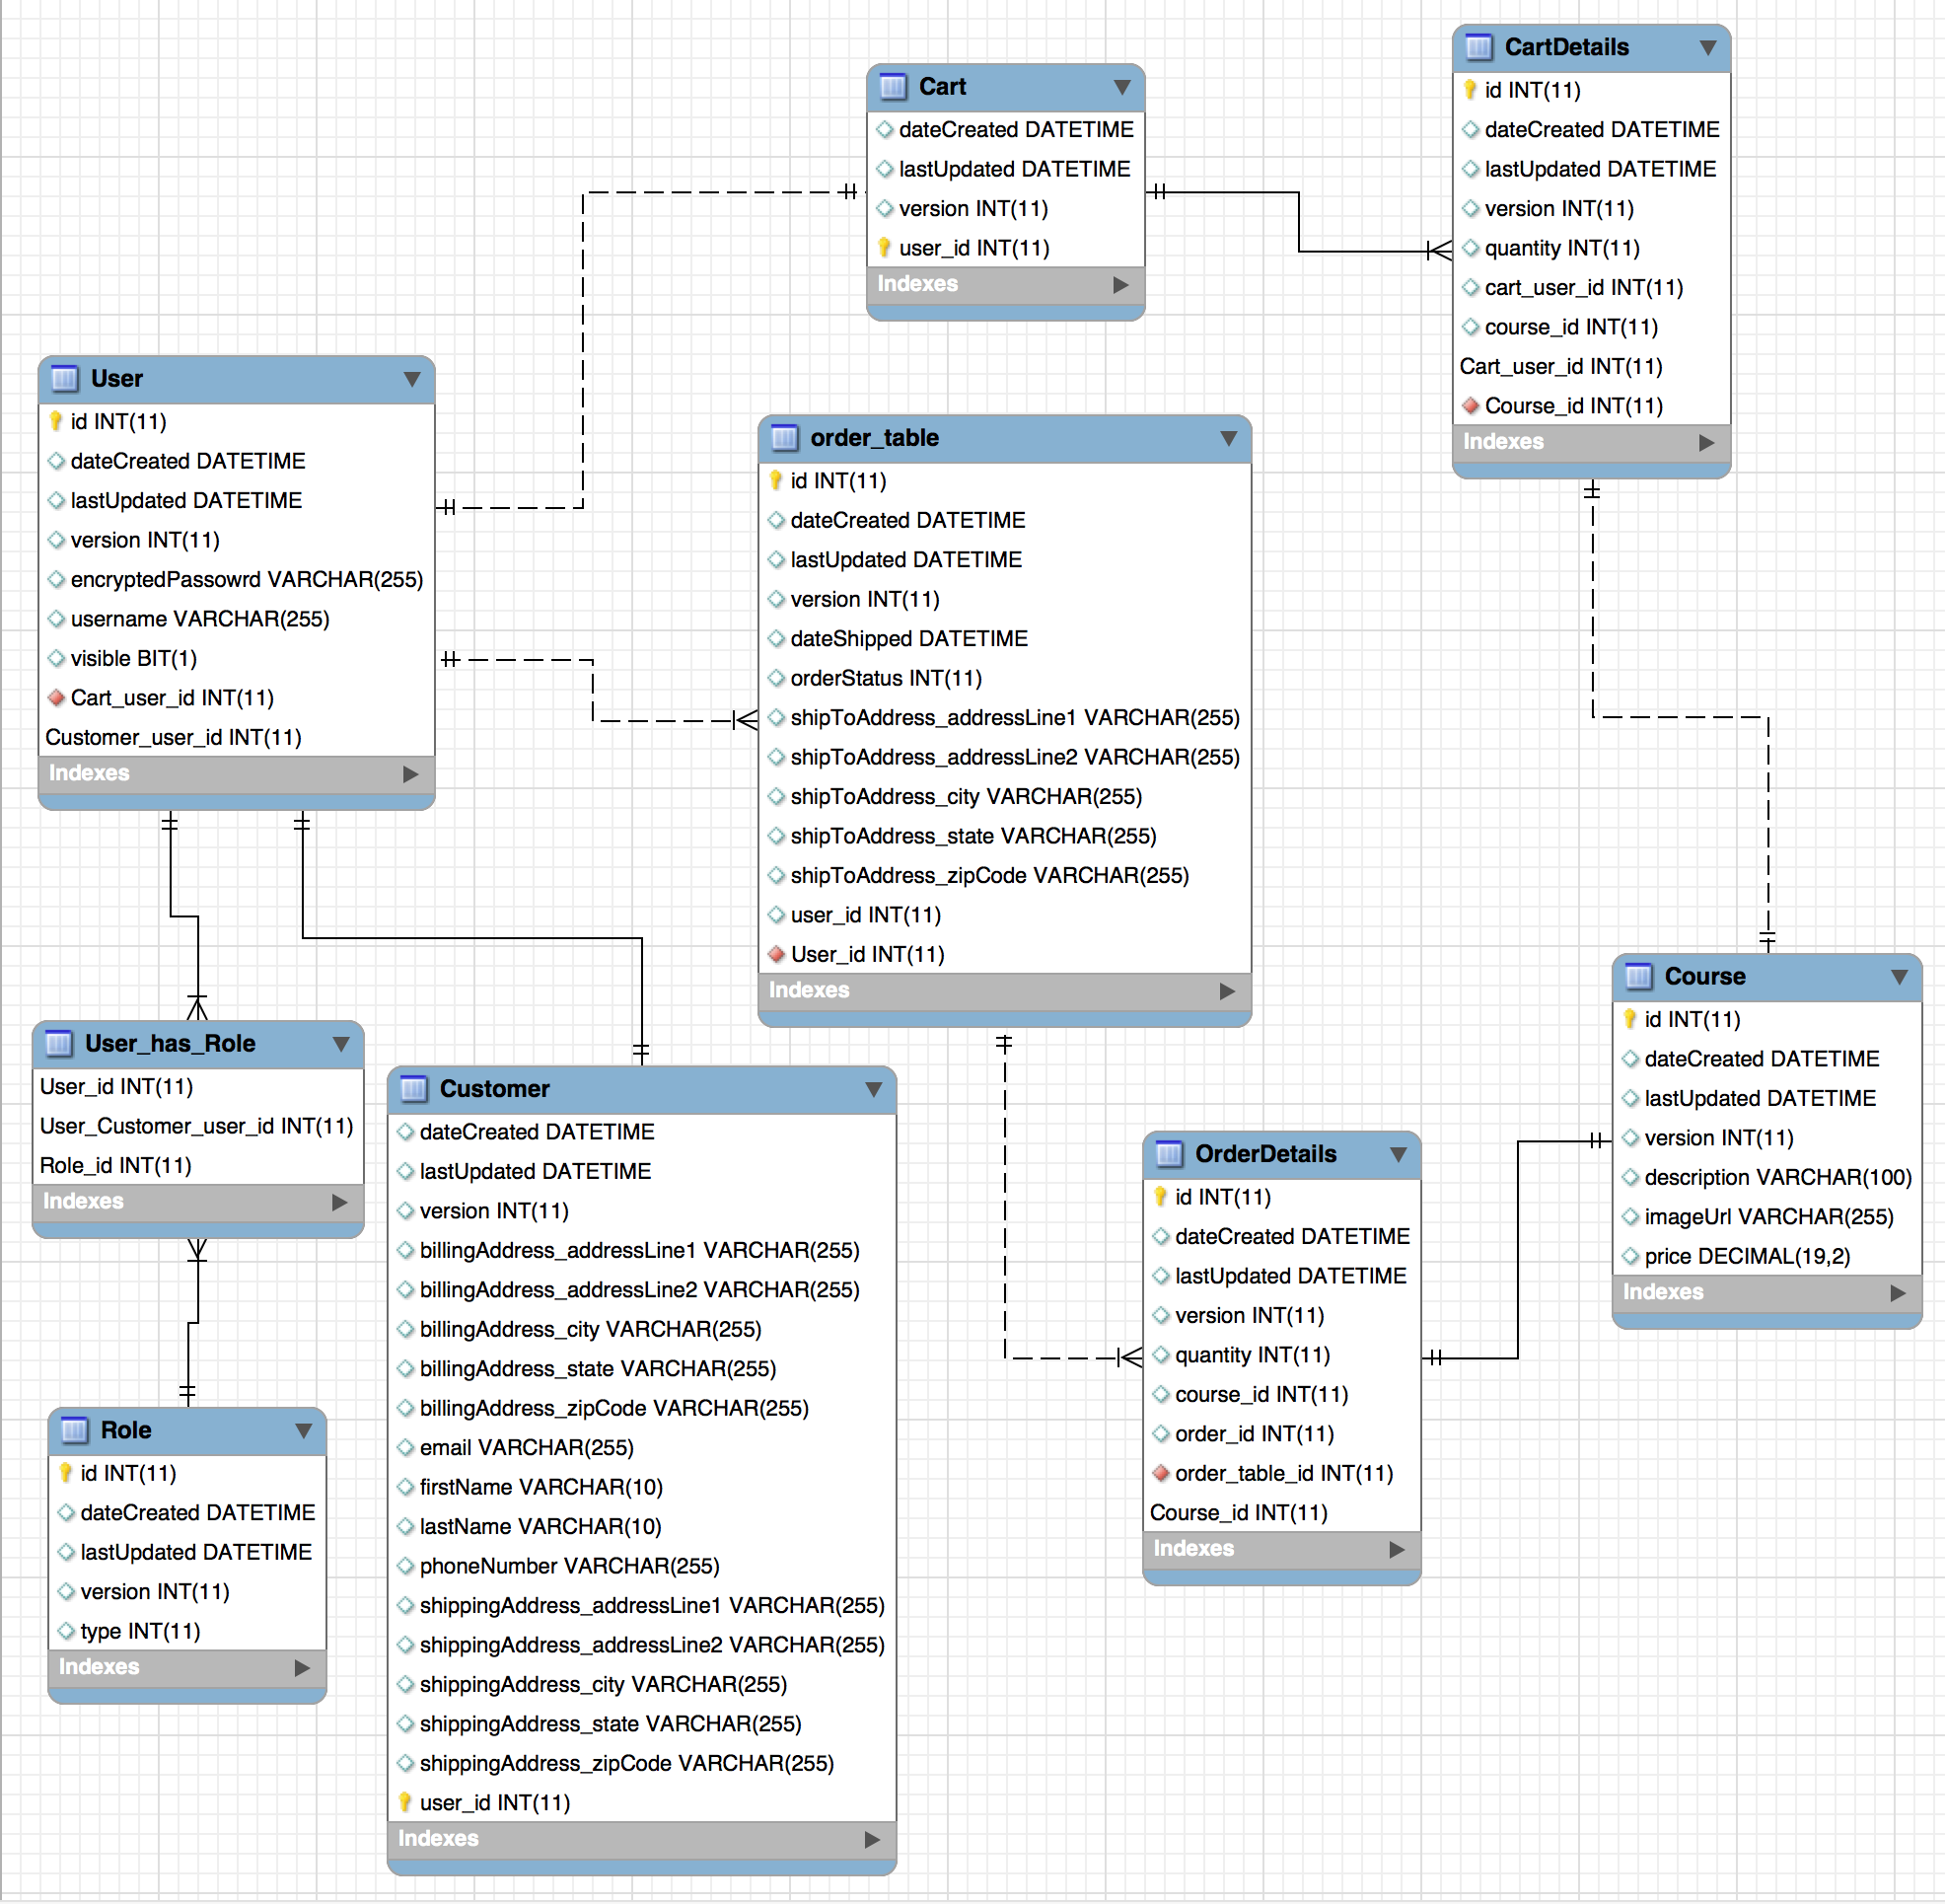 Cart
dateCreated DATETIME
lastUpdated DATETIME
version INT(11)
user_id INT(11)
Indexes
CartDetails
id INT(11)
dateCreated DATETIME
lastUpdated DATETIME
version INT(11)
quantity INT(11)
cart_user_id INT(11)
course_id INT(11)
Cart_user_id INT(11)
Course_id INT(11)
Indexes
User
id INT(11)
dateCreated DATETIME
lastUpdated DATETIME
version INT(11)
encryptedPassowrd VARCHAR(255)
username VARCHAR(255)
visible BIT(1)
Cart_user_id INT(11)
Customer_user_id INT(11)
Indexes
order_table
id INT(11)
dateCreated DATETIME
lastUpdated DATETIME
version INT(11)
dateShipped DATETIME
orderStatus INT(11)
shipToAddress_addressLine1 VARCHAR(255)
shipToAddress_addressLine2 VARCHAR(255)
shipToAddress_city VARCHAR(255)
shipToAddress_state VARCHAR(255)
shipToAddress_zipCode VARCHAR(255)
user_id INT(11)
User_id INT(11)
Indexes
User_has_Role
User_id INT(11)
User_Customer_user_id INT(11)
Role_id INT(11)
Indexes
Customer
dateCreated DATETIME
lastUpdated DATETIME
version INT(11)
billingAddress_addressLine1 VARCHAR(255)
billingAddress_addressLine2 VARCHAR(255)
billingAddress_city VARCHAR(255)
billingAddress_state VARCHAR(255)
billingAddress_zipCode VARCHAR(255)
email VARCHAR(255)
firstName VARCHAR(10)
lastName VARCHAR(10)
phoneNumber VARCHAR(255)
shippingAddress_addressLine1 VARCHAR(255)
shippingAddress_addressLine2 VARCHAR(255)
shippingAddress_city VARCHAR(255)
shippingAddress_state VARCHAR(255)
shippingAddress_zipCode VARCHAR(255)
user_id INT(11)
Indexes
Course
id INT(11)
dateCreated DATETIME
lastUpdated DATETIME
version INT(11)
description VARCHAR(100)
imageUrl VARCHAR(255)
price DECIMAL(19,2)
Indexes
OrderDetails
id INT(11)
dateCreated DATETIME
lastUpdated DATETIME
version INT(11)
quantity INT(11)
course_id INT(11)
order_id INT(11)
order_table_id INT(11)
Course_id INT(11)
Indexes
Role
id INT(11)
dateCreated DATETIME
lastUpdated DATETIME
version INT(11)
type INT(11)
Indexes